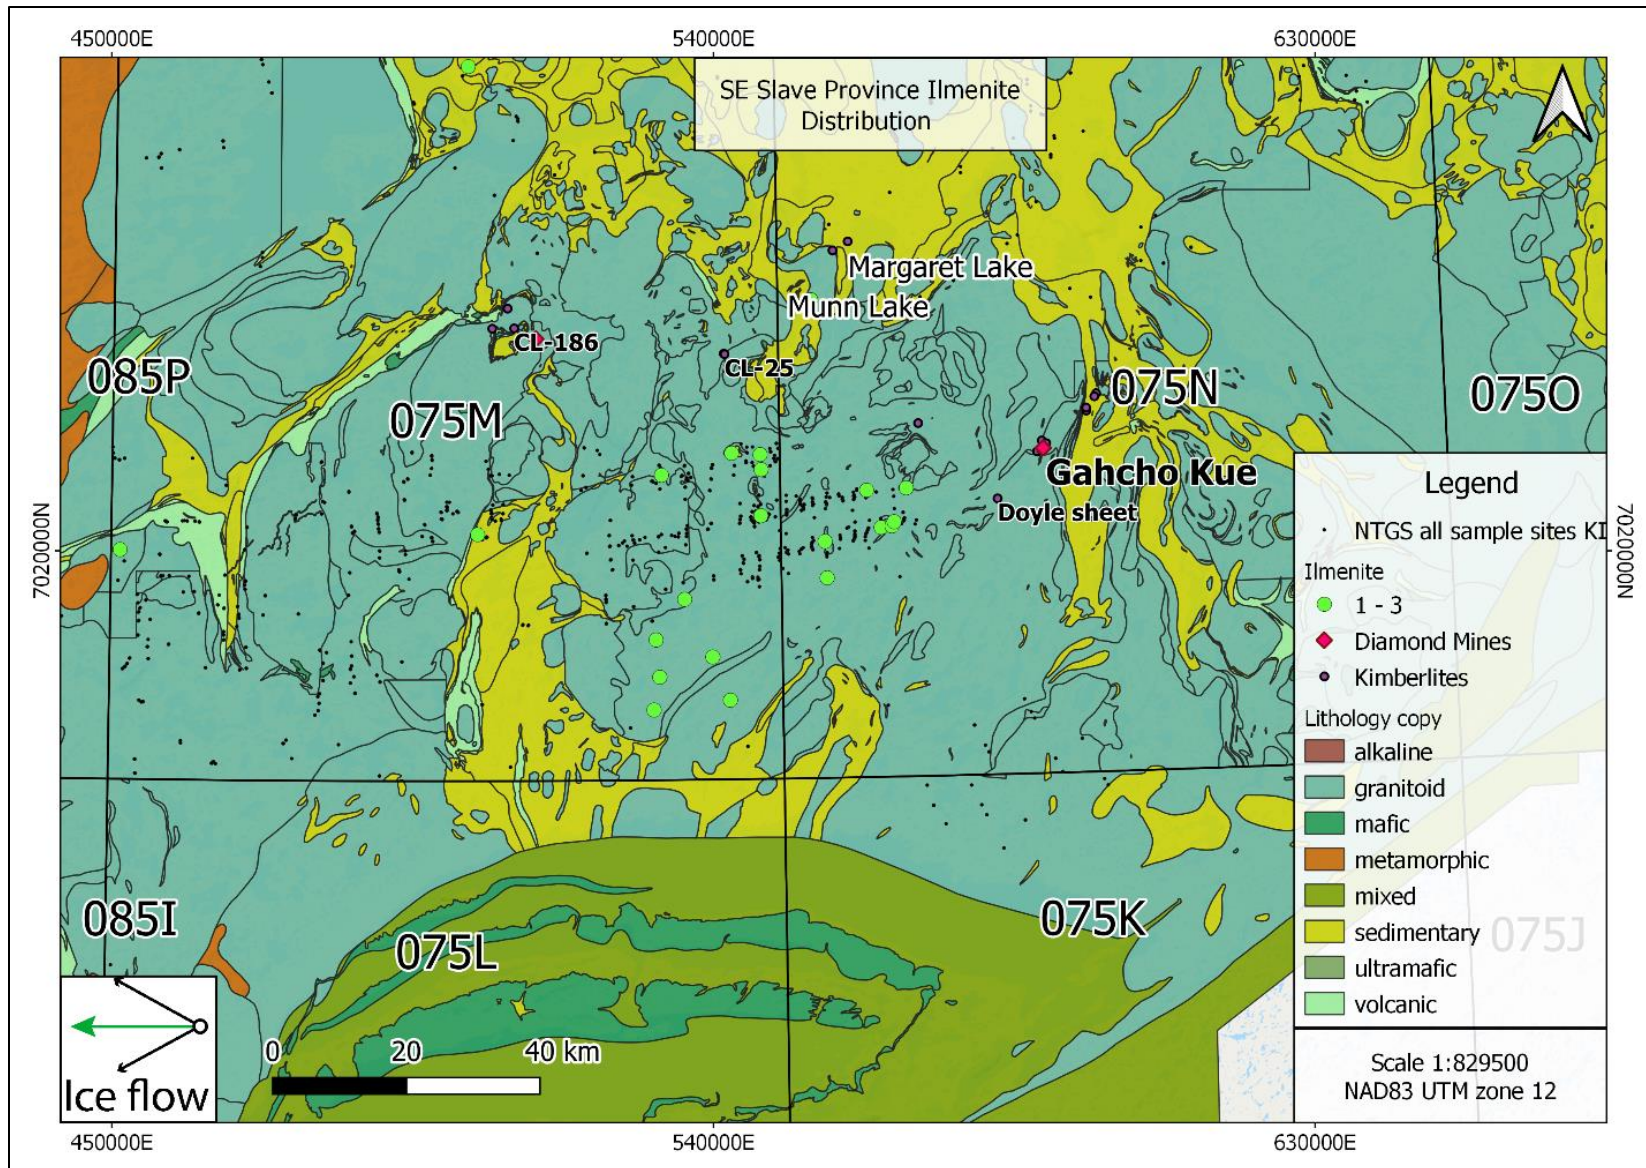 450000E
540000E
630000E
SE Slave Province Ilmenite
Distribution
Margaret Lake
Munn Lake
CL-186
CL-25
085P
075M
075N
075O
Gahcho Kue
Doyle sheet
7020000N
7020000N
Legend
NTGS all sample sites KI
Ilmenite
1 - 3
Diamond Mines
Kimberlites
Lithology copy
alkaline
granitoid
mafic
metamorphic
mixed
sedimentary
ultramafic
volcanic
085I
075L
075K
075J
0 20 40 km
Ice flow
Scale 1:829500
NAD83 UTM zone 12
450000E
540000E
630000E